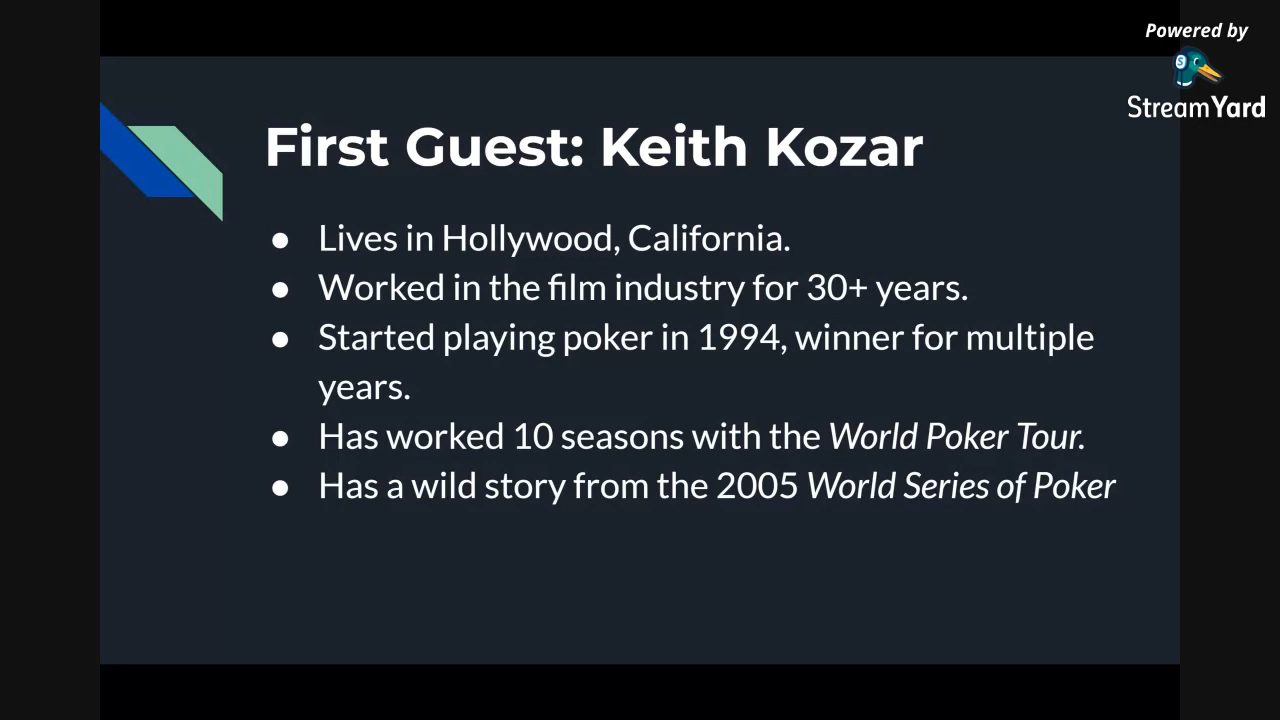 Powered by
StreamYard
First Guest: Keith Kozar
● Lives in Hollywood, California.
● Worked in the film industry for 30+ years.
● Started playing poker in 1994, winner for multiple
years.
● Has worked 10 seasons with the World Poker Tour.
● Has a wild story from the 2005 World Series of Poker